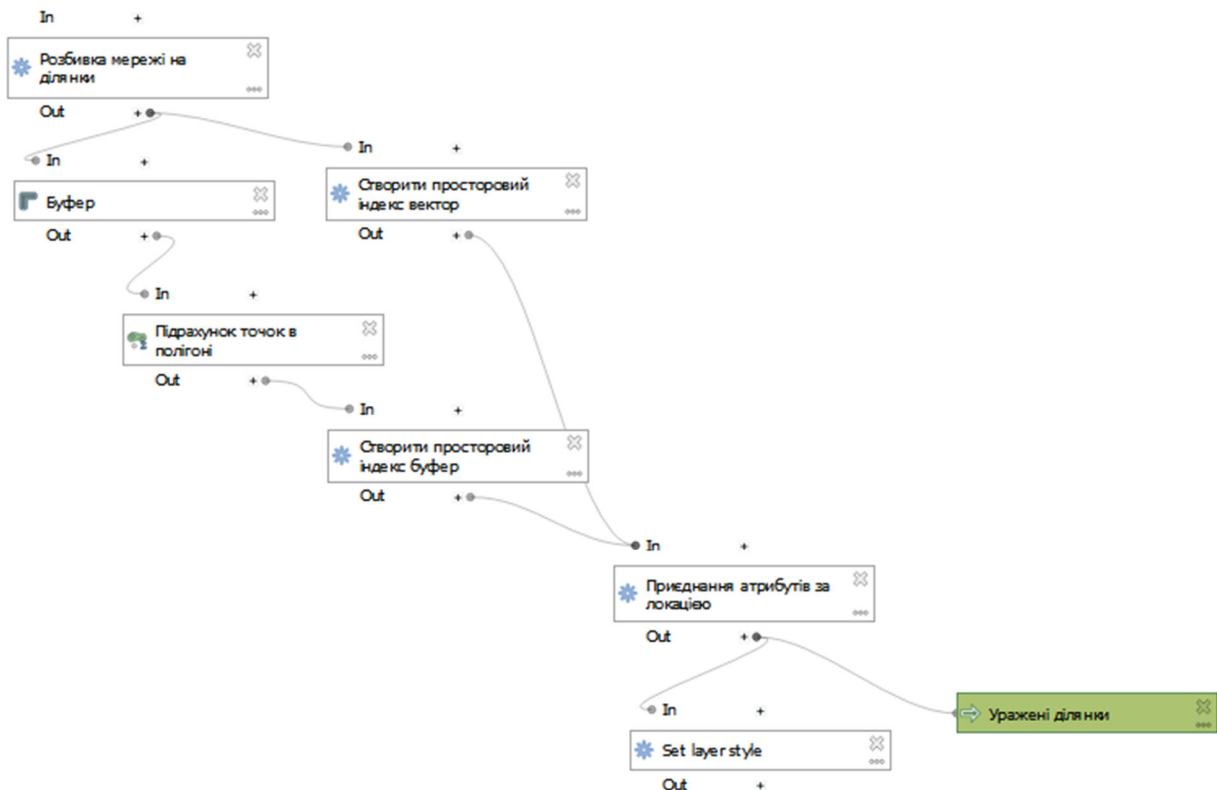 In +
Розбивка мережі на
ділянки
Out +
In +
In +
Буфер
Створити просторовий
індекс вектор
Out +
Out +
In +
Підрахунок точок в
полігоні
Out +
In +
Створити просторовий
індекс буфер
Out +
In +
Приєднання атрибутів за
локацією
Out +
In +
Уражені ділянки
Set layer style
Out +